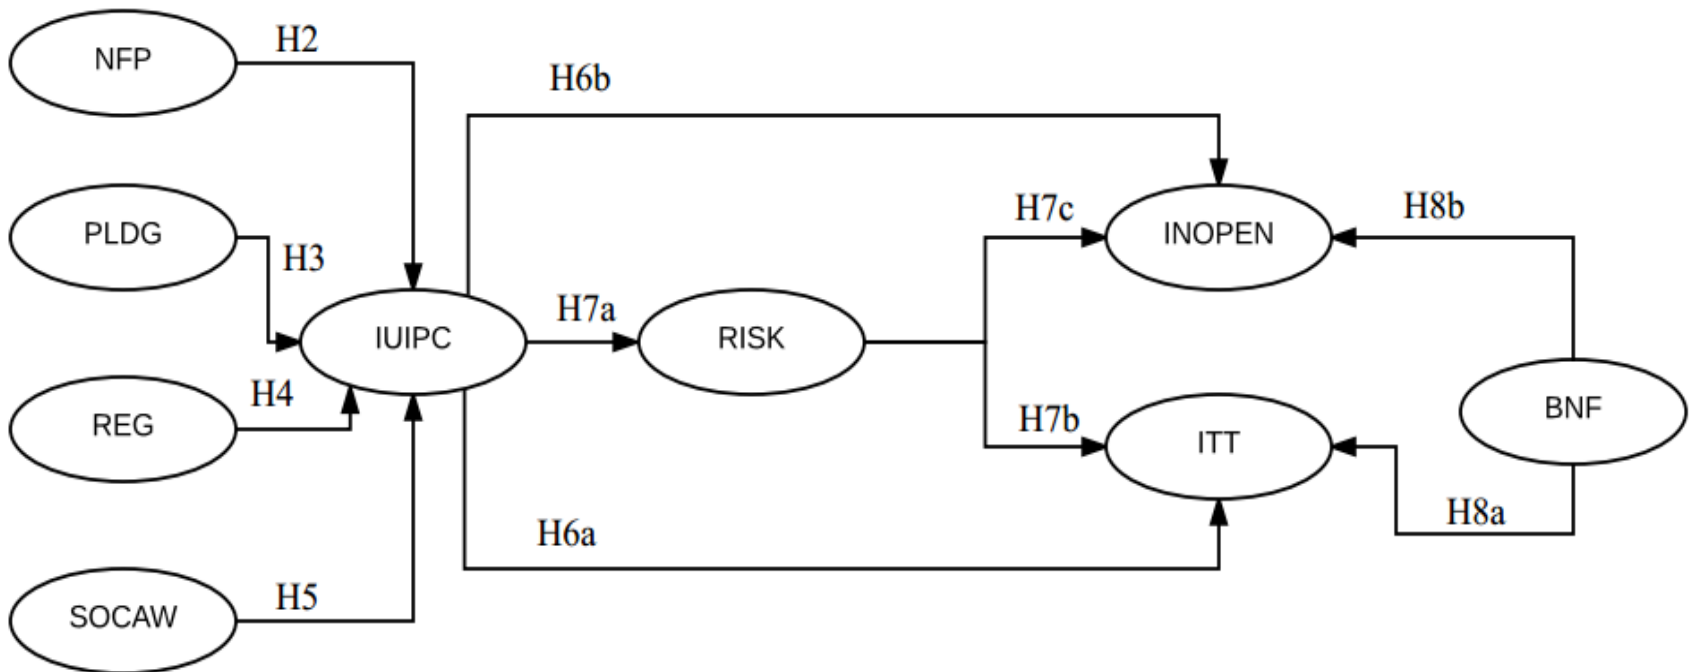 NFP
H2
H6b
PLDG
H3
H7c
INOPEN
H8b
IUIPC
H7a
RISK
REG
H4
H7b
ITT
BNF
H6a
H8a
SOCAW
H5